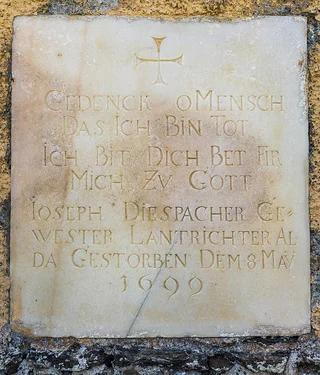 GEDENCK O MENSCH
DAS ICH BIN TOT
ICH BIT DICH BET FIR
MICH ZV GOTT
IOSEPH DIESPACHER GE=
WESTER LANTRICHTER AL
DA GESTORBEN DEM 8 MAY
1699